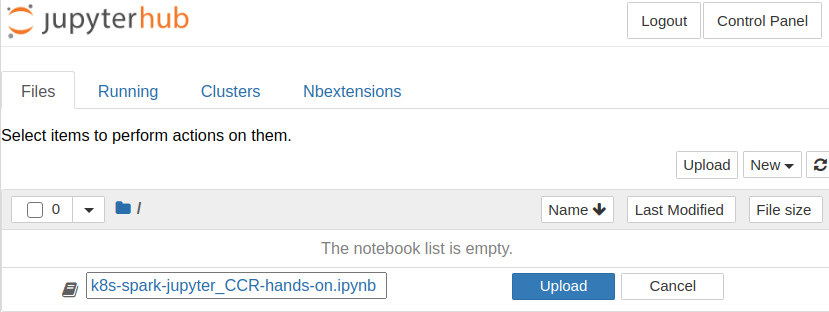 jupyterhub Logout Control Panel
Files Running Clusters Nbextensions
Select items to perform actions on them.
Upload New
0 / Name Last Modified File size
The notebook list is empty.
k8s-spark-jupyter_CCR-hands-on.ipynb Upload Cancel